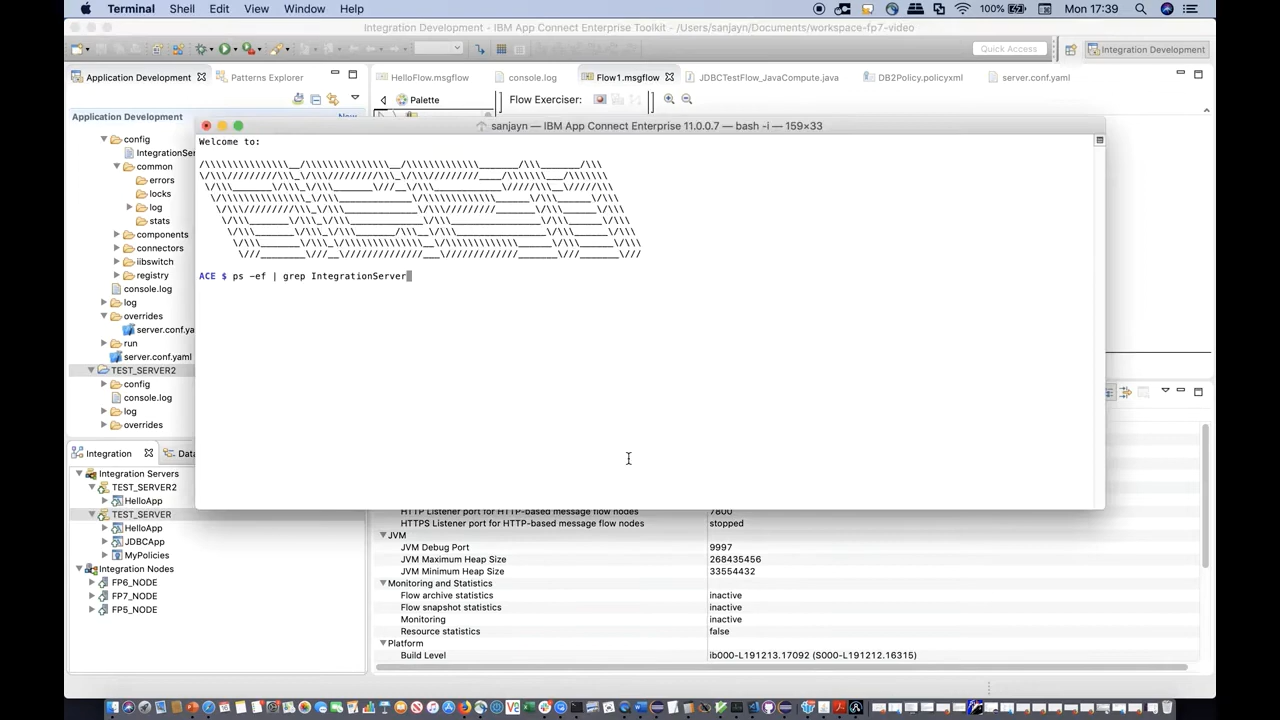 Terminal Shell Edit View Window Help 100% Mon 17:39
Integration Development - IBM App Connect Enterprise Toolkit - /Users/sanjayn/Documents/workspace-fp7-video
Quick Access Integration Development
Application Development Patterns Explorer
HelloFlow.msgflow console.log Flow1.msgflow JDBCTestFlow_JavaCompute.java DB2Policy.policyxml server.conf.yaml
Palette Flow Exerciser:
Application Development
sanjayn — IBM App Connect Enterprise 11.0.0.7 — bash -i — 159×33
Welcome to:
ACE $ ps -ef | grep IntegrationServer
config
IntegrationSer
common
errors
locks
log
stats
components
connectors
iibswitch
registry
console.log
log
overrides
server.conf.ya
run
server.conf.yaml
TEST_SERVER2
config
console.log
log
overrides
Integration Data
Integration Servers
TEST_SERVER2
HelloApp
TEST_SERVER
HelloApp
JDBCApp
MyPolicies
Integration Nodes
FP6_NODE
FP7_NODE
FP5_NODE
HTTP Listener port for HTTP-based message flow nodes 7800
HTTPS Listener port for HTTP-based message flow nodes stopped
JVM
JVM Debug Port 9997
JVM Maximum Heap Size 268435456
JVM Minimum Heap Size 33554432
Monitoring and Statistics
Flow archive statistics inactive
Flow snapshot statistics inactive
Monitoring inactive
Resource statistics false
Platform
Build Level ib000-L191213.17092 (S000-L191212.16315)